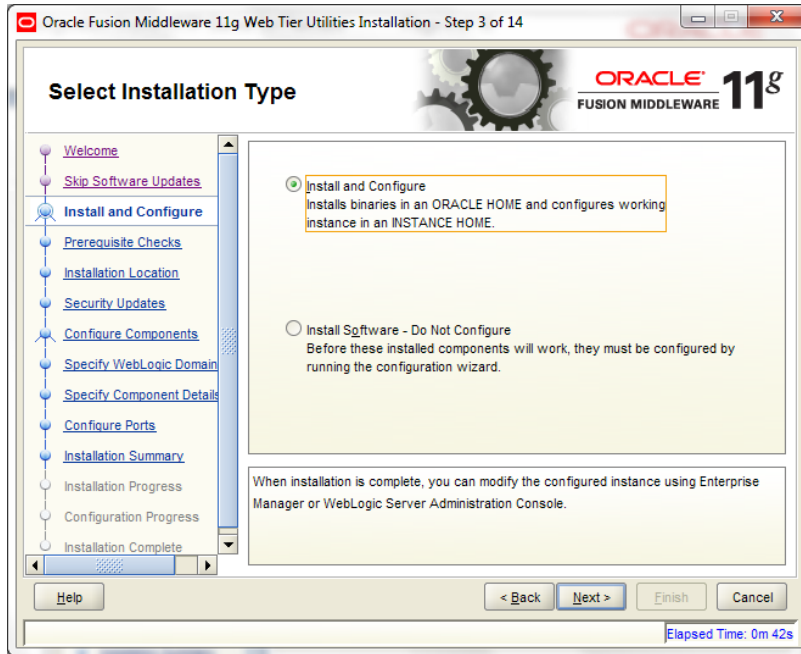 Oracle Fusion Middleware 11g Web Tier Utilities Installation - Step 3 of 14
Select Installation Type
ORACLE
FUSION MIDDLEWARE 11g
Welcome
Skip Software Updates
Install and Configure
Prerequisite Checks
Installation Location
Security Updates
Configure Components
Specify WebLogic Domain
Specify Component Details
Configure Ports
Installation Summary
Installation Progress
Configuration Progress
Installation Complete
Install and Configure
Installs binaries in an ORACLE HOME and configures working
instance in an INSTANCE HOME.
Install Software - Do Not Configure
Before these installed components will work, they must be configured by
running the configuration wizard.
When installation is complete, you can modify the configured instance using Enterprise
Manager or WebLogic Server Administration Console.
Help
< Back
Next >
Finish
Cancel
Elapsed Time: 0m 42s